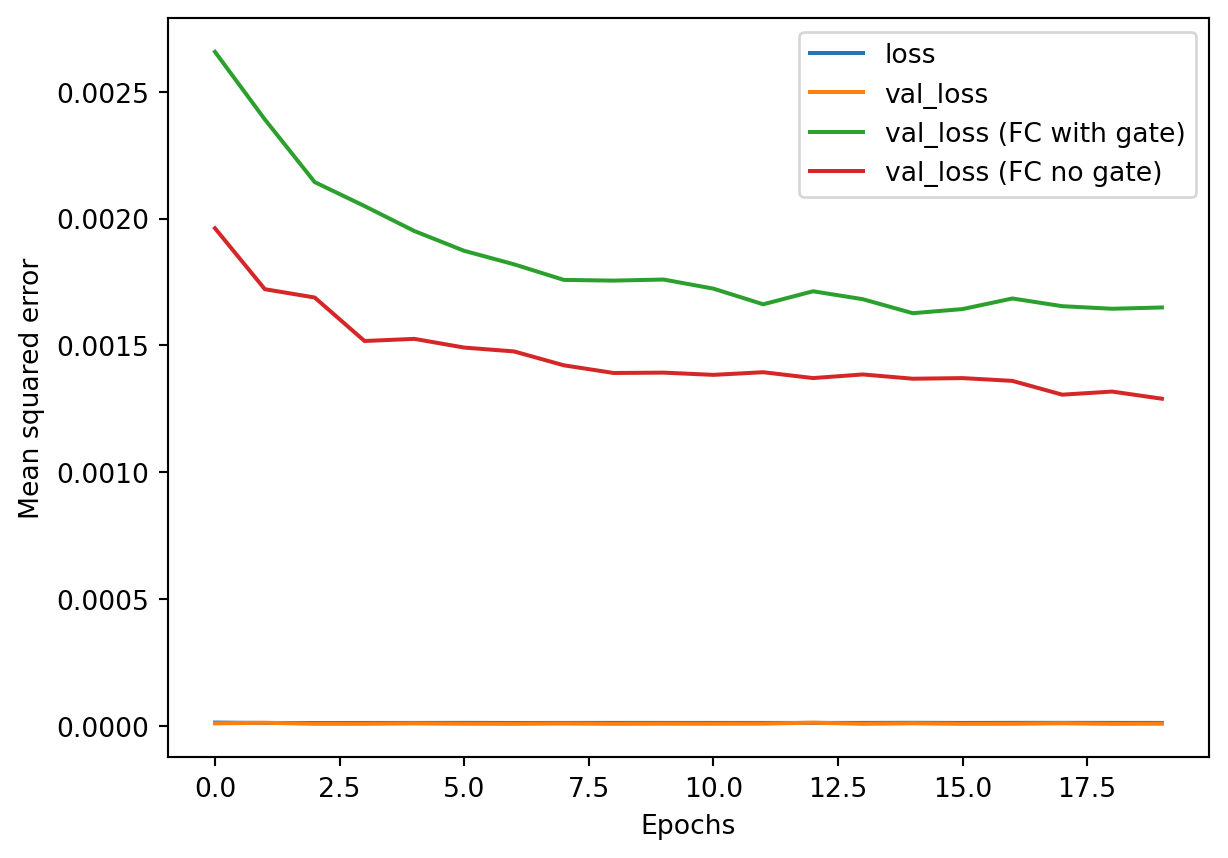 loss
val_loss
val_loss (FC with gate)
val_loss (FC no gate)
0.0025
0.0020
0.0015
0.0010
0.0005
0.0000
Mean squared error
0.0 2.5 5.0 7.5 10.0 12.5 15.0 17.5
Epochs